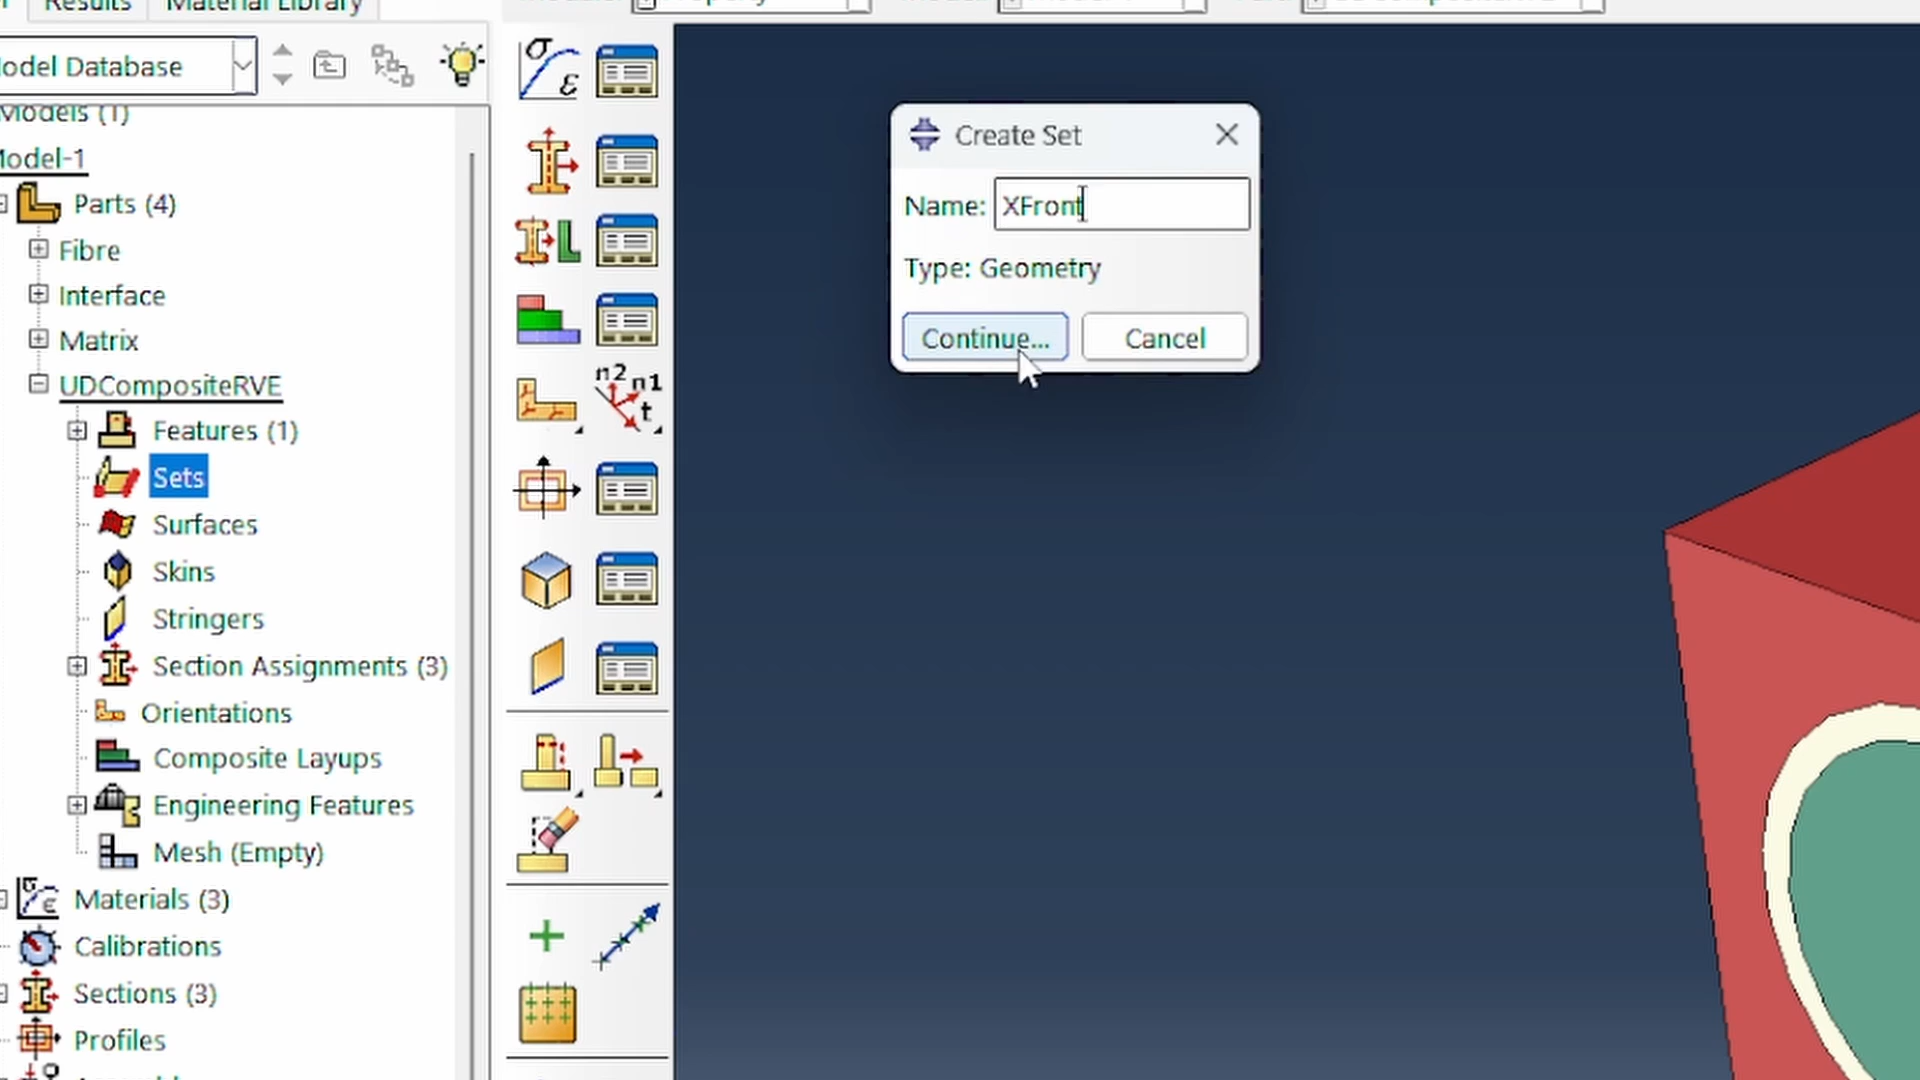 Results
Material Library
Model Database
Models (1)
Model-1
Parts (4)
Fibre
Interface
Matrix
UDCompositeRVE
Features (1)
Sets
Surfaces
Skins
Stringers
Section Assignments (3)
Orientations
Composite Layups
Engineering Features
Mesh (Empty)
Materials (3)
Calibrations
Sections (3)
Profiles
σ
ε
n2
n1
t
Create Set
Name: XFront
Type: Geometry
Continue...
Cancel